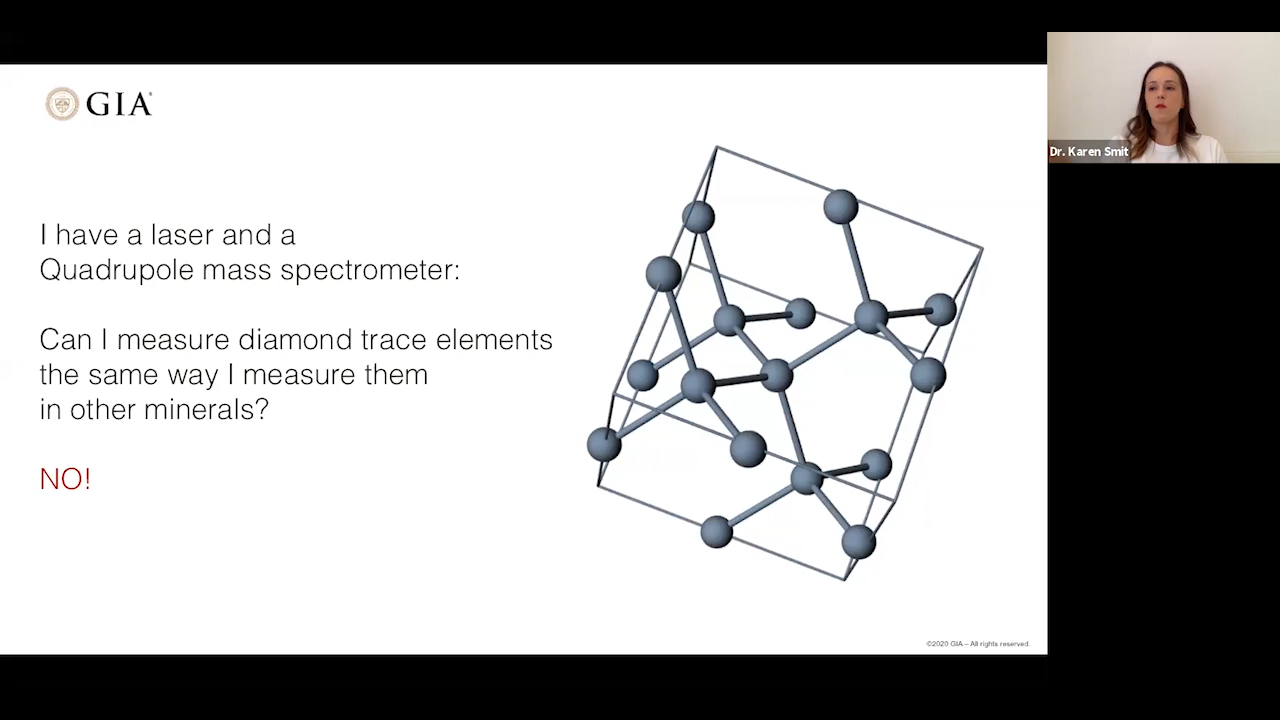 GIA
I have a laser and a
Quadrupole mass spectrometer:
Can I measure diamond trace elements
the same way I measure them
in other minerals?
NO!
©2020 GIA – All rights reserved.
Dr. Karen Smit